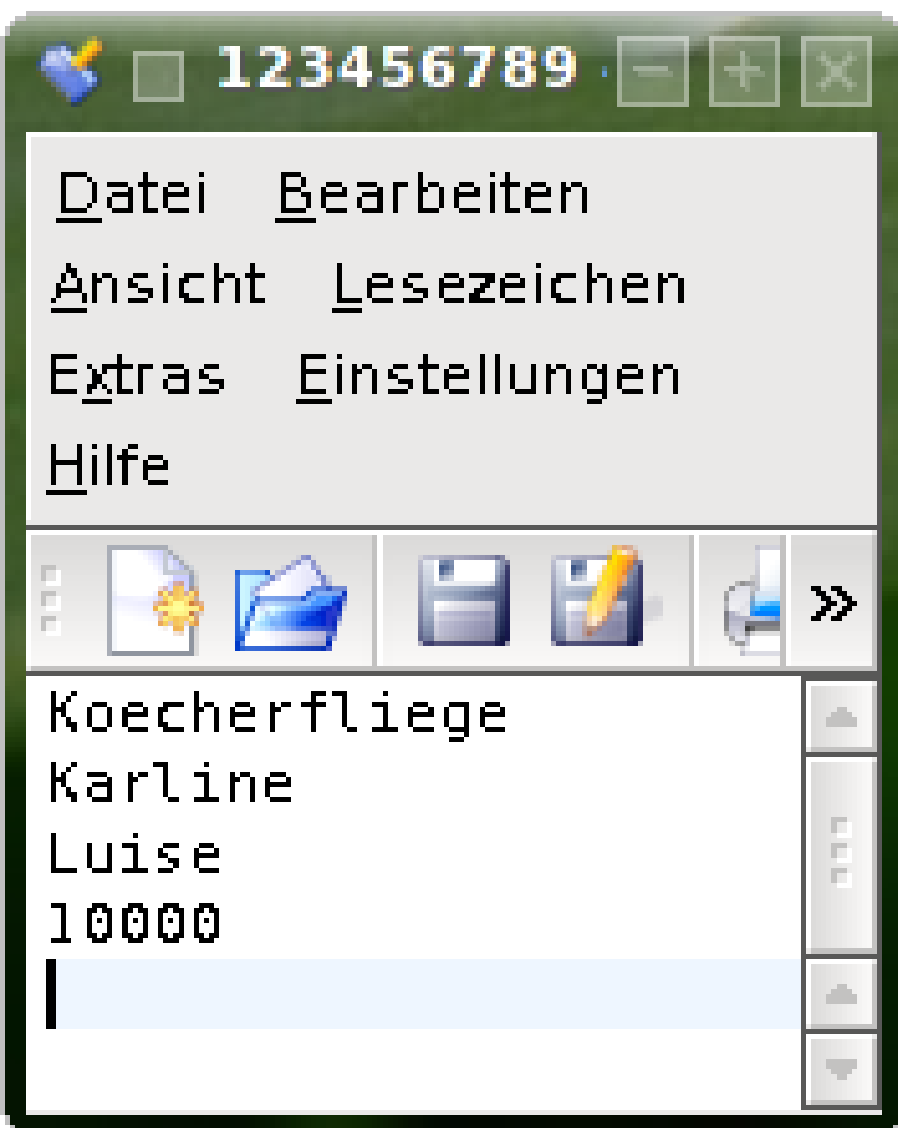 123456789
Datei Bearbeiten
Ansicht Lesezeichen
Extras Einstellungen
Hilfe
Koecherfliege
Karline
Luise
10000